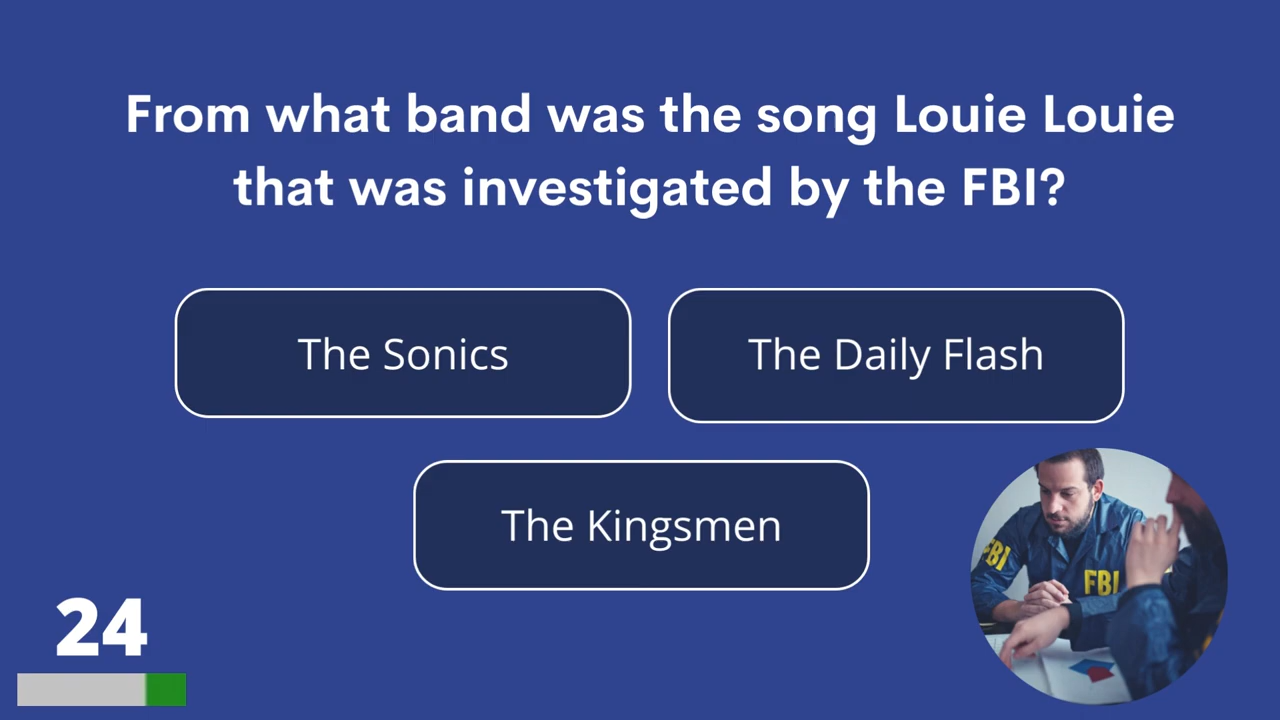 From what band was the song Louie Louie
that was investigated by the FBI?
The Sonics
The Daily Flash
The Kingsmen
FBI
FBI
24